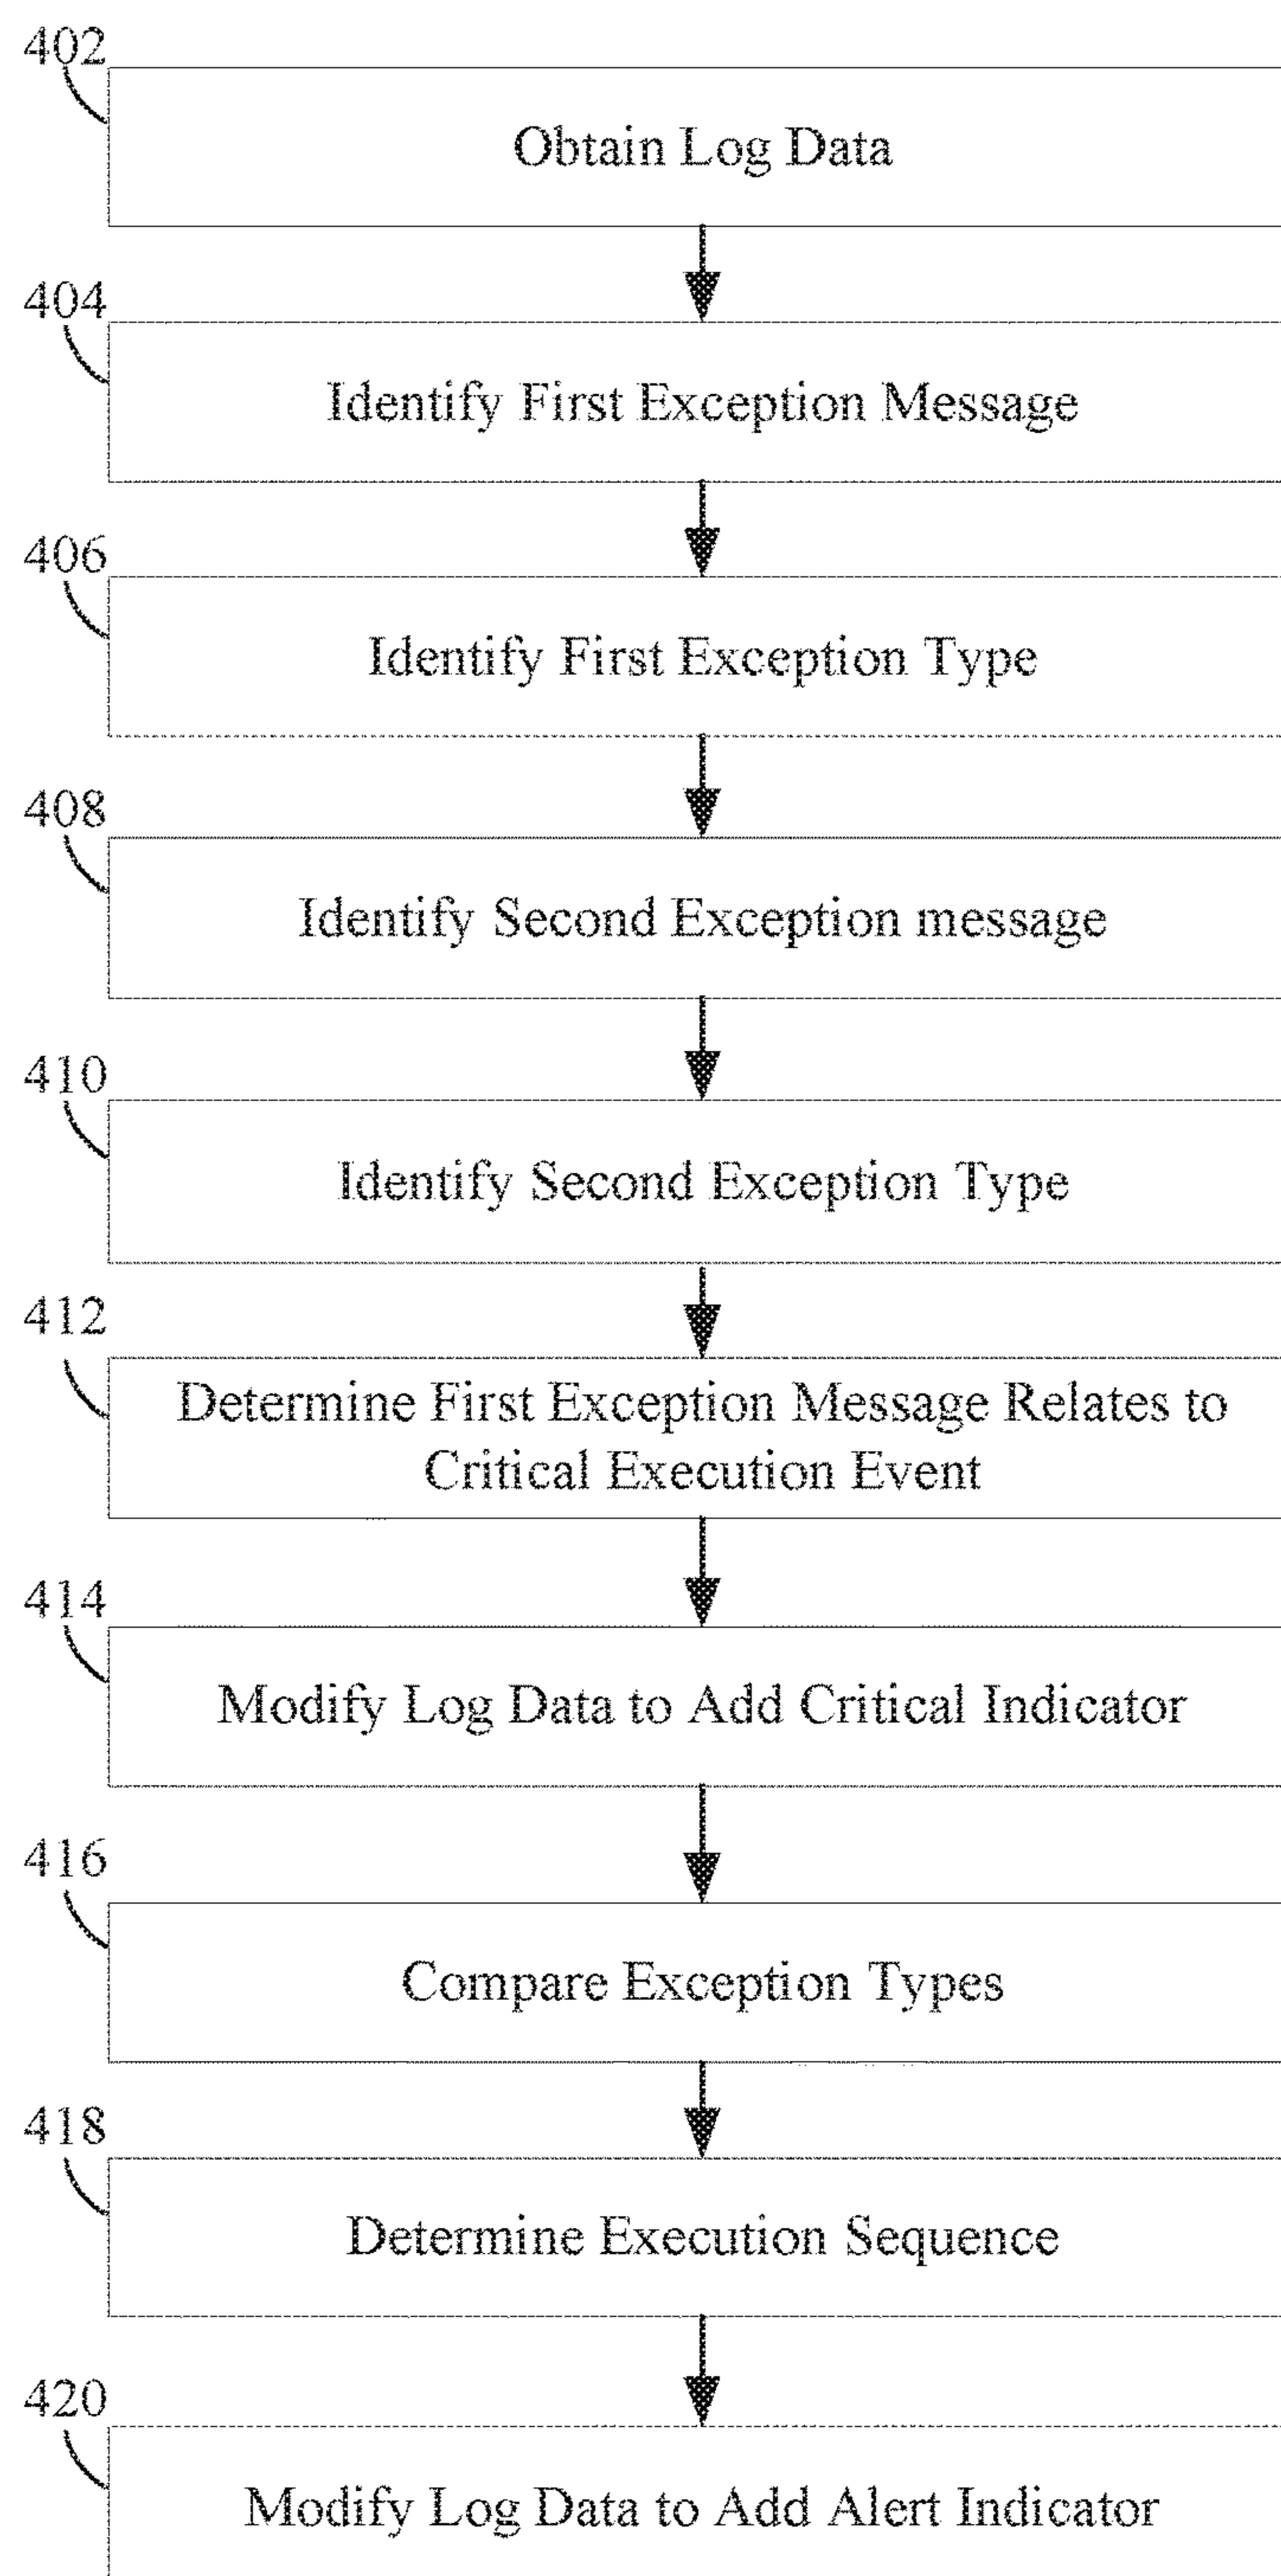 402
Obtain Log Data
404
Identify First Exception Message
406
Identify First Exception Type
408
Identify Second Exception message
410
Identify Second Exception Type
412
Determine First Exception Message Relates to
Critical Execution Event
414
Modify Log Data to Add Critical Indicator
416
Compare Exception Types
418
Determine Execution Sequence
420
Modify Log Data to Add Alert Indicator